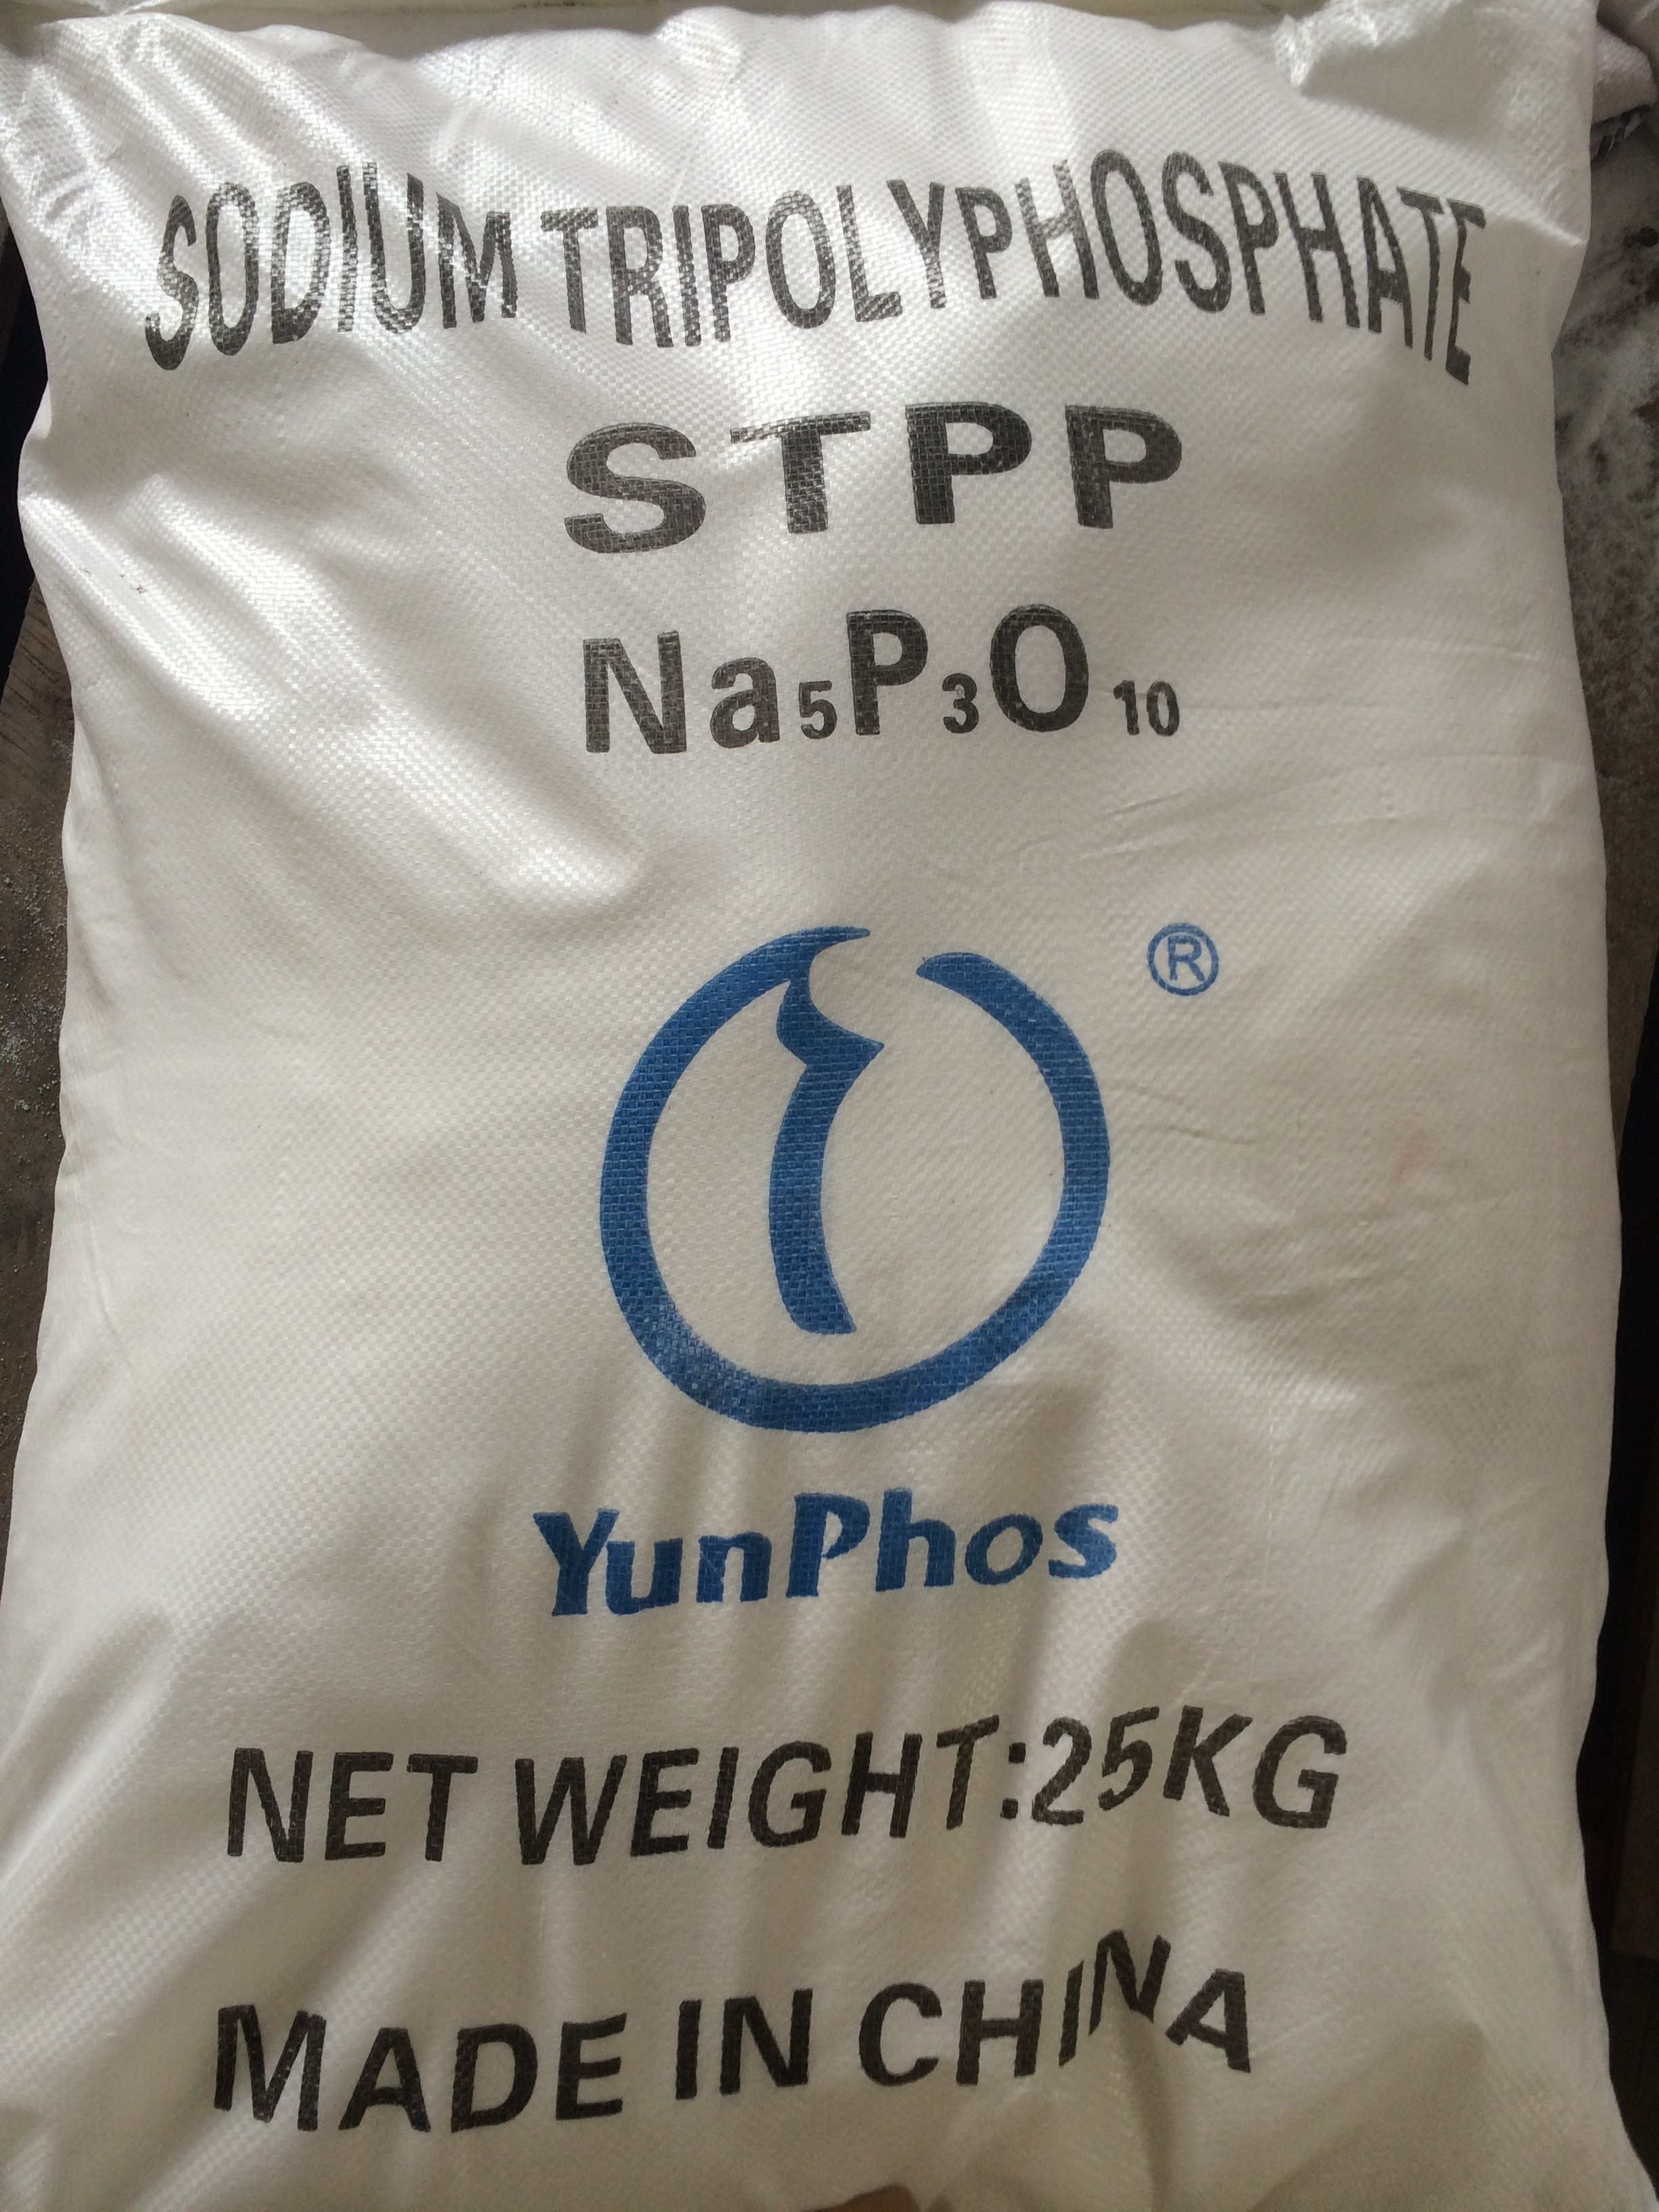 SODIUM TRIPOLYPHOSPHATE
STPP
Na₅P₃O₁₀
®
YunPhos
NET WEIGHT:25KG
MADE IN CHINA